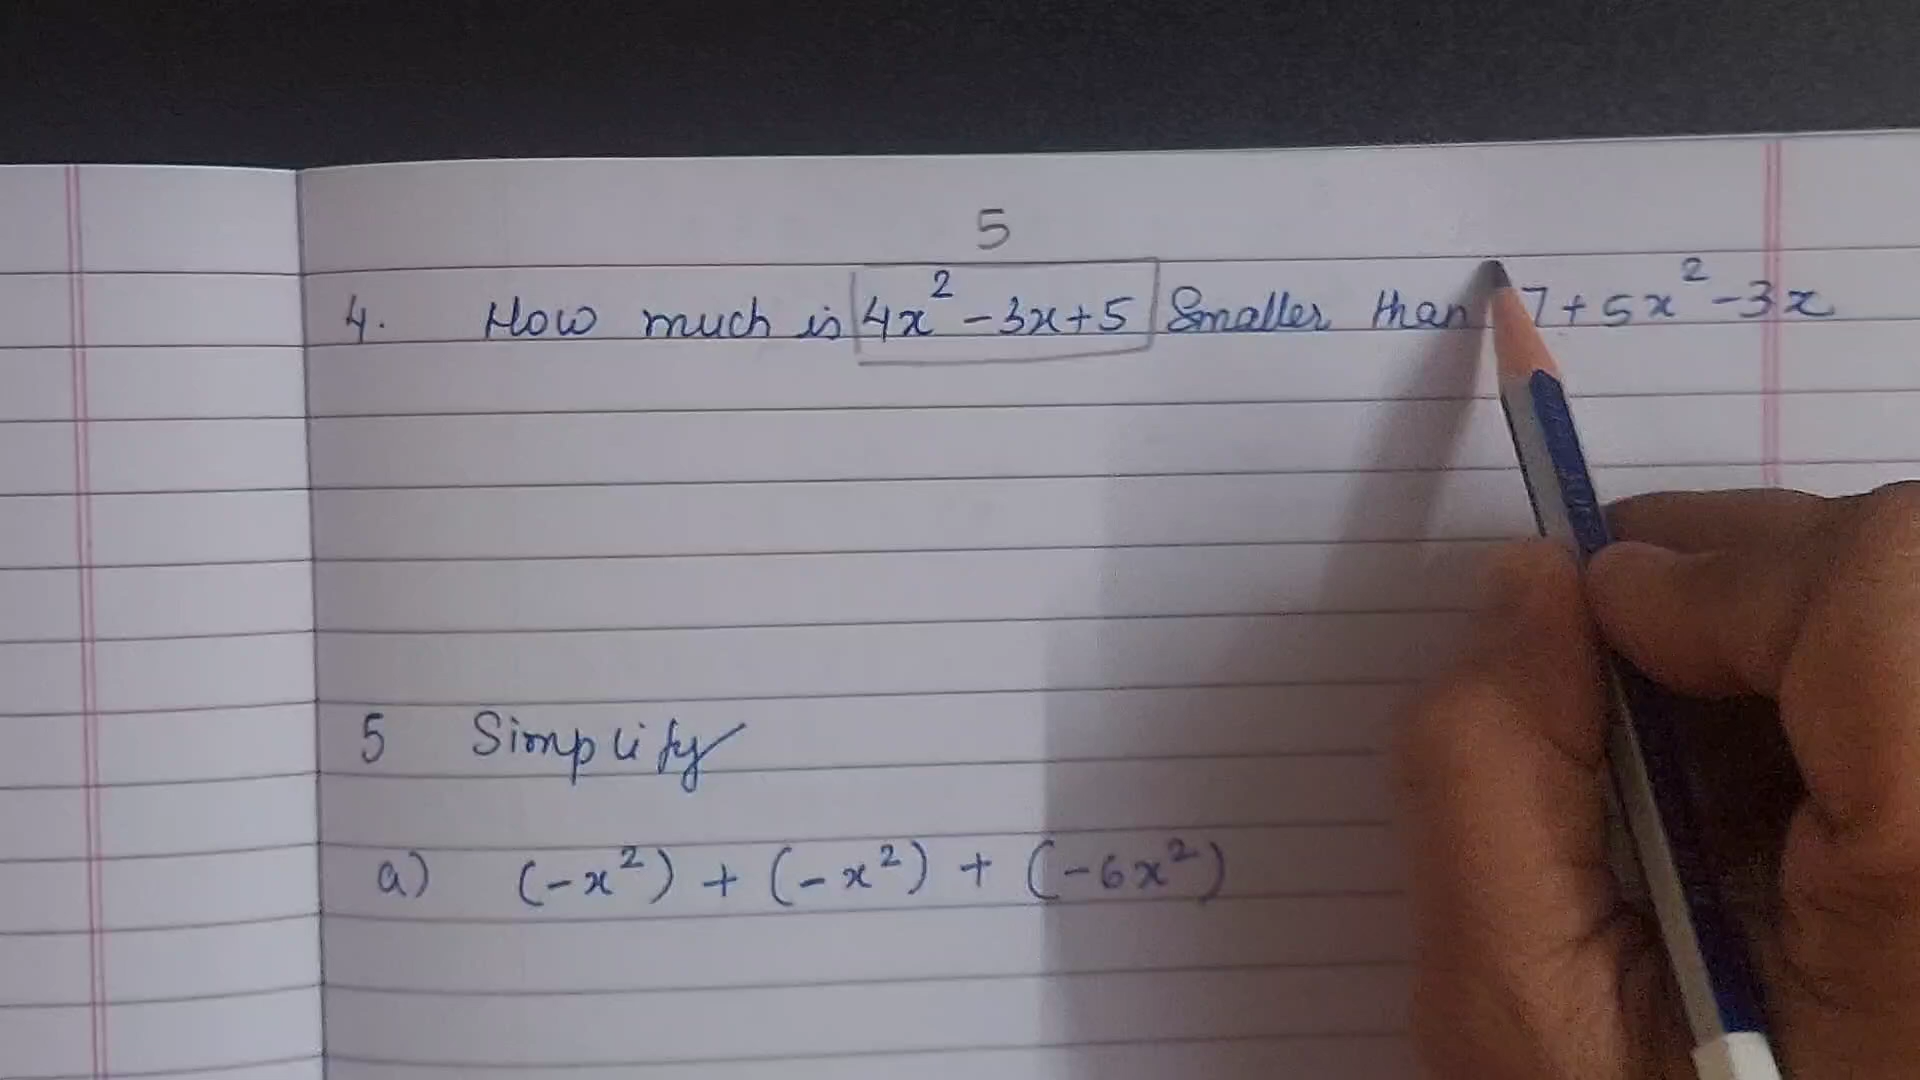 5
4. How much is 4x² - 3x + 5 Smaller than 7 + 5x² - 3x
5 Simplify
a) (-x²) + (-x²) + (-6x²)